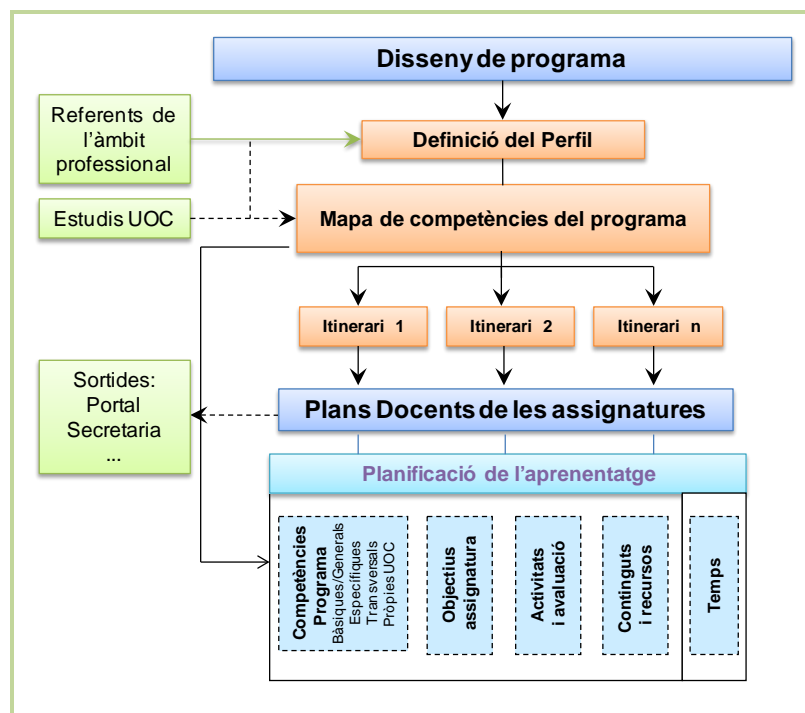 Disseny de programa
Referents de
l'àmbit
professional
Definició del Perfil
Estudis UOC
Mapa de competències del programa
Itinerari 1
Itinerari 2
Itinerari n
Sortides:
Portal
Secretaria
...
Plans Docents de les assignatures
Planificació de l'aprenentatge
Competències
Programa
Bàsiques/Generals
Específiques
Transversals
Pròpies UOC
Objectius
assignatura
Activitats
i avaluació
Continguts
i recursos
Temps